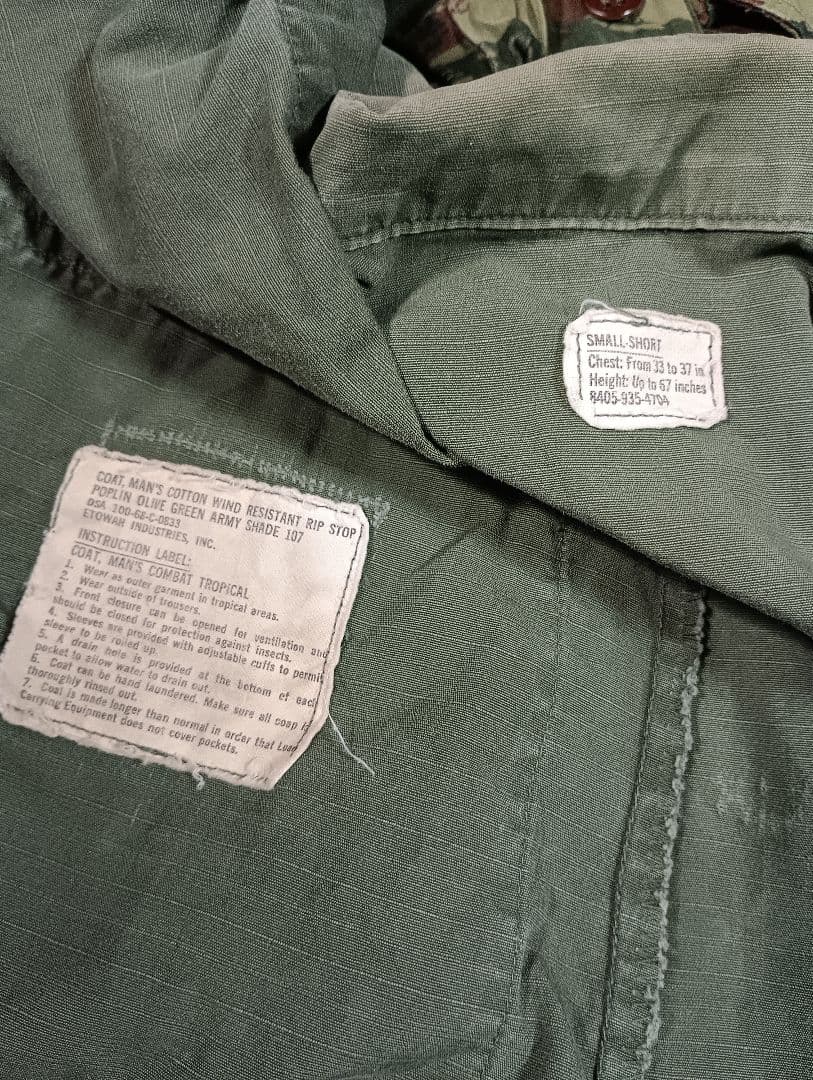 COAT, MAN'S COTTON WIND RESISTANT RIP STOP
POPLIN OLIVE GREEN ARMY SHADE 107
DSA 100-68-C-0833
ETOWAH INDUSTRIES, INC.
INSTRUCTION LABEL:
COAT, MAN'S COMBAT TROPICAL
1. Wear as outer garment in tropical areas.
2. Wear outside of trousers.
3. Front closure can be opened for ventilation and
should be closed for protection against insects.
4. Sleeves are provided with adjustable cuffs to permit
sleeve to be rolled up.
5. A drain hole is provided at the bottom of each
pocket to allow water to drain out.
6. Coat can be hand laundered. Make sure all soap is
thoroughly rinsed out.
7. Coat is made longer than normal in order that Load
Carrying Equipment does not cover pockets.
SMALL-SHORT
Chest: From 33 to 37 in
Height: Up to 67 inches
8405-935-4704